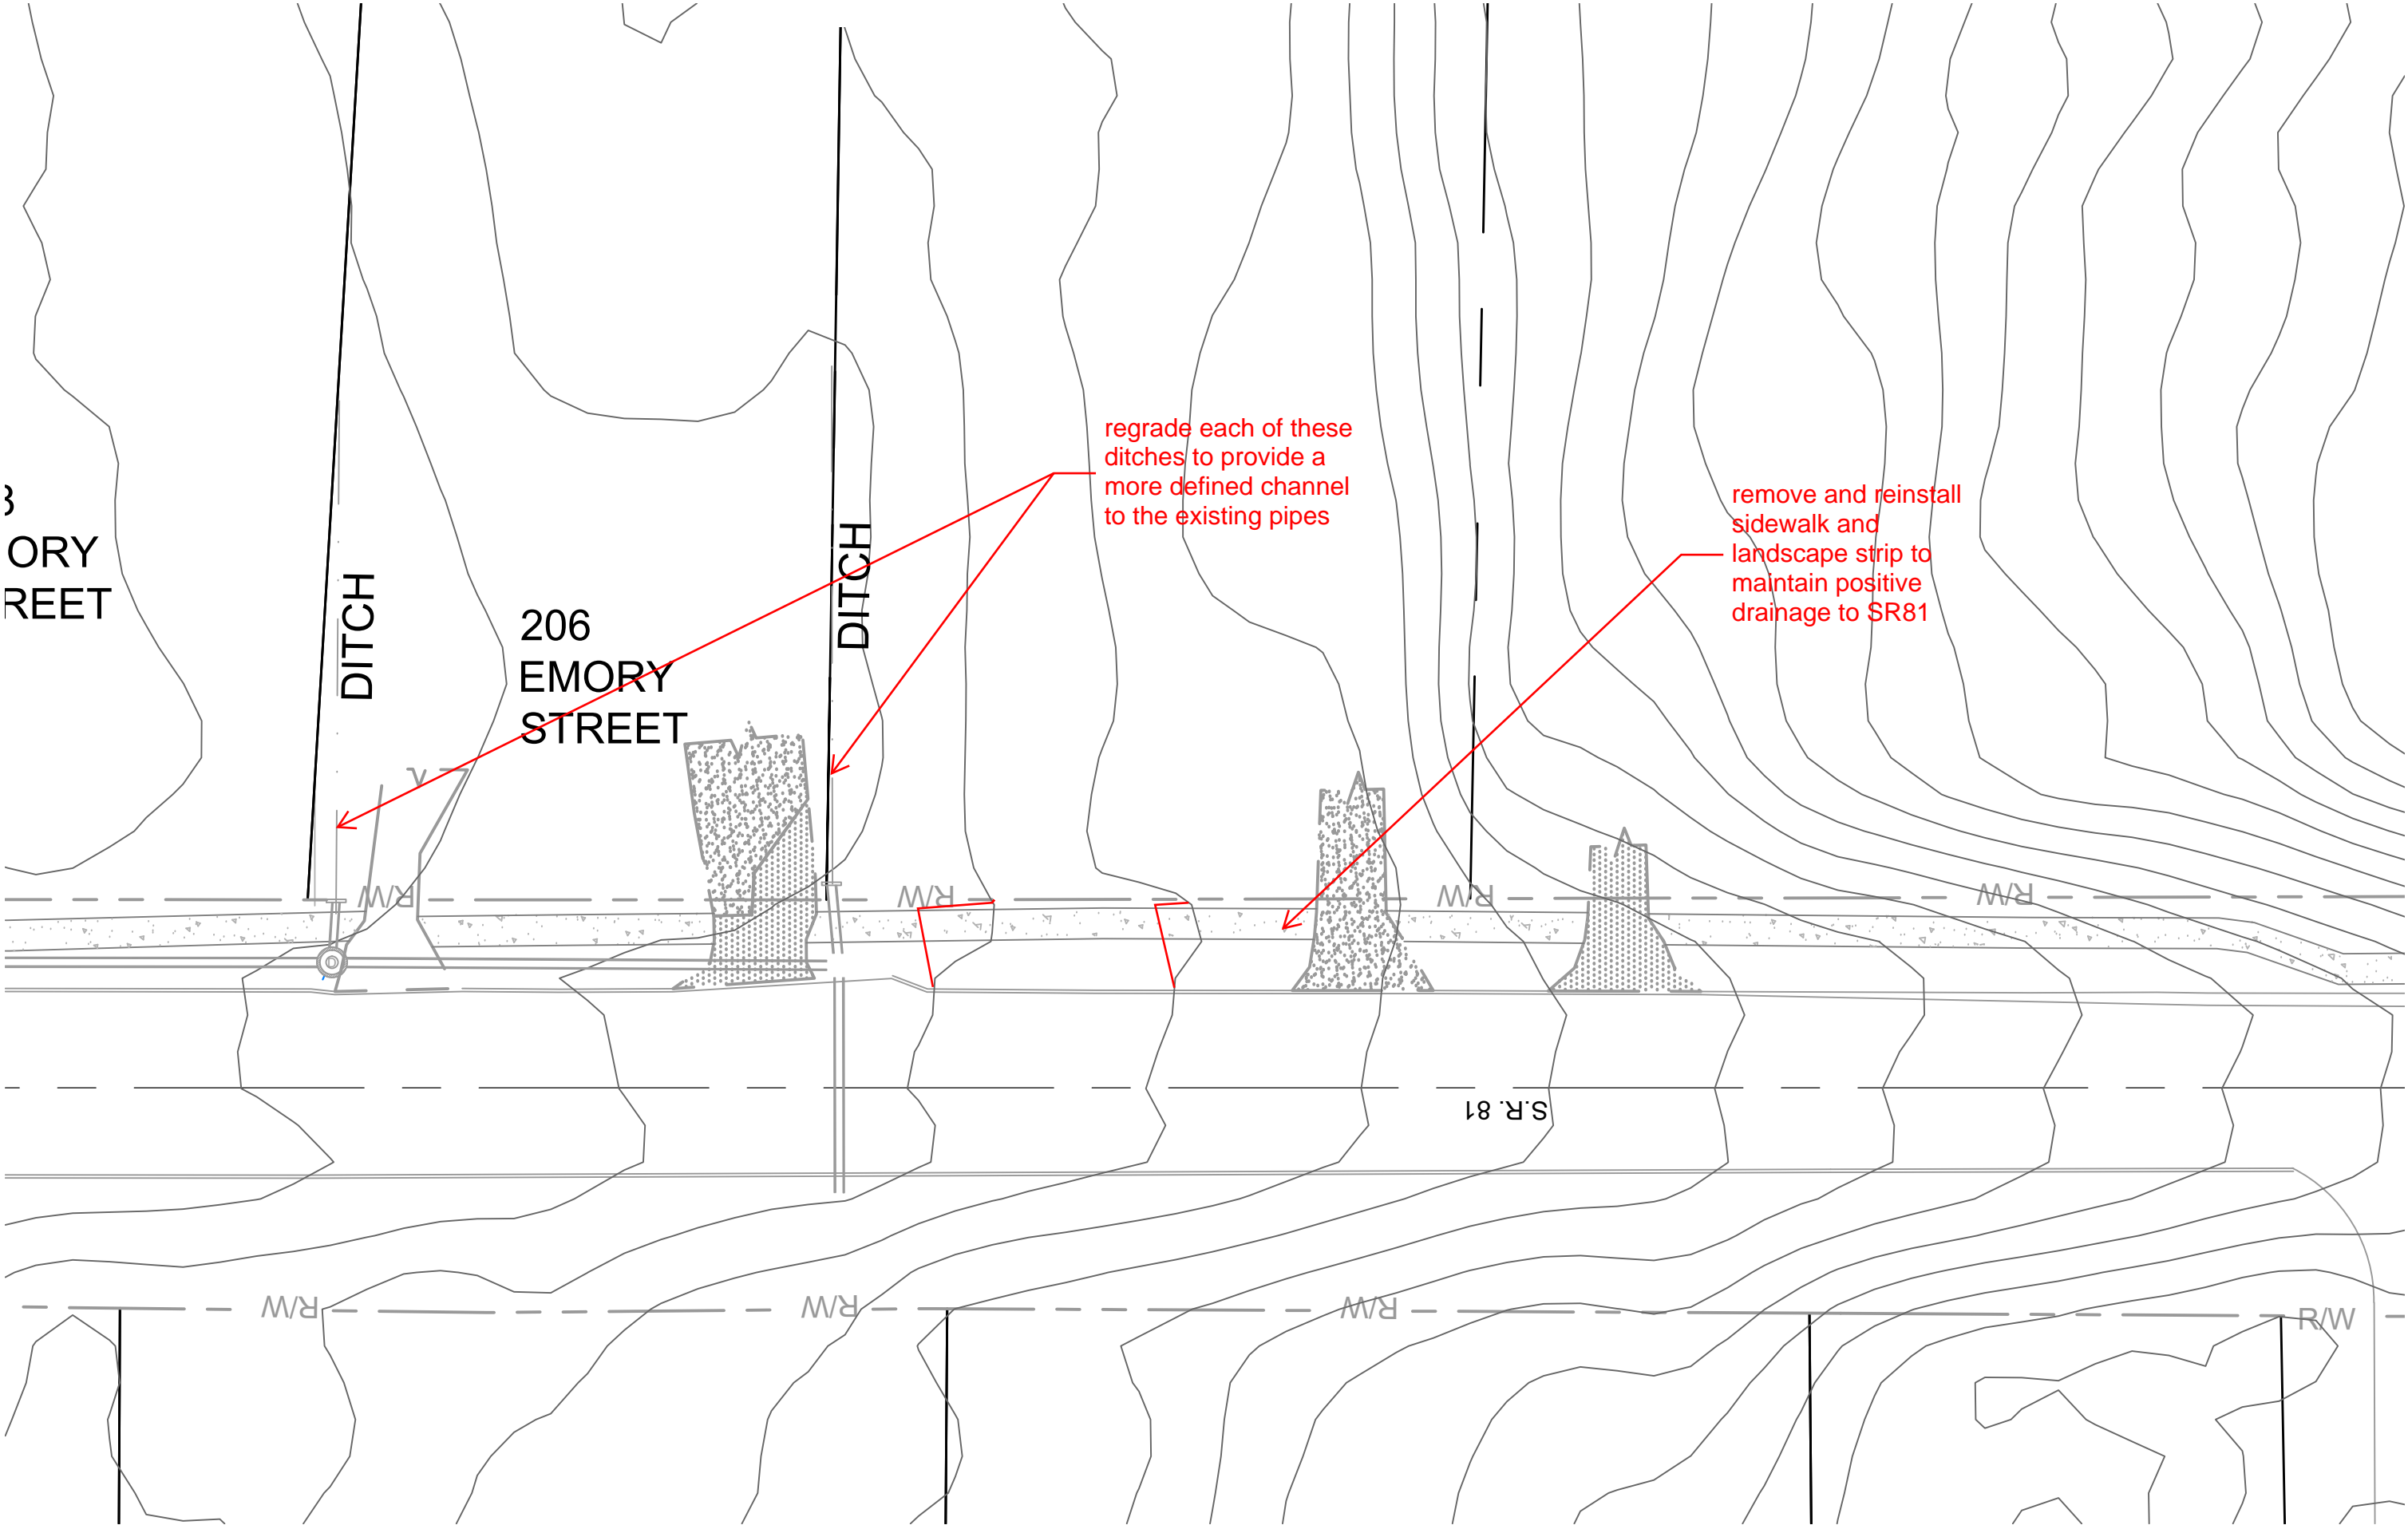 regrade each of these
ditches to provide a
more defined channel
to the existing pipes
remove and reinstall
sidewalk and
landscape strip to
maintain positive
drainage to SR81
ORY
REET
DITCH
206
EMORY
STREET
DITCH
R/W
R/W
R/W
R/W
S.R. 81
R/W
R/W
R/W
R/W